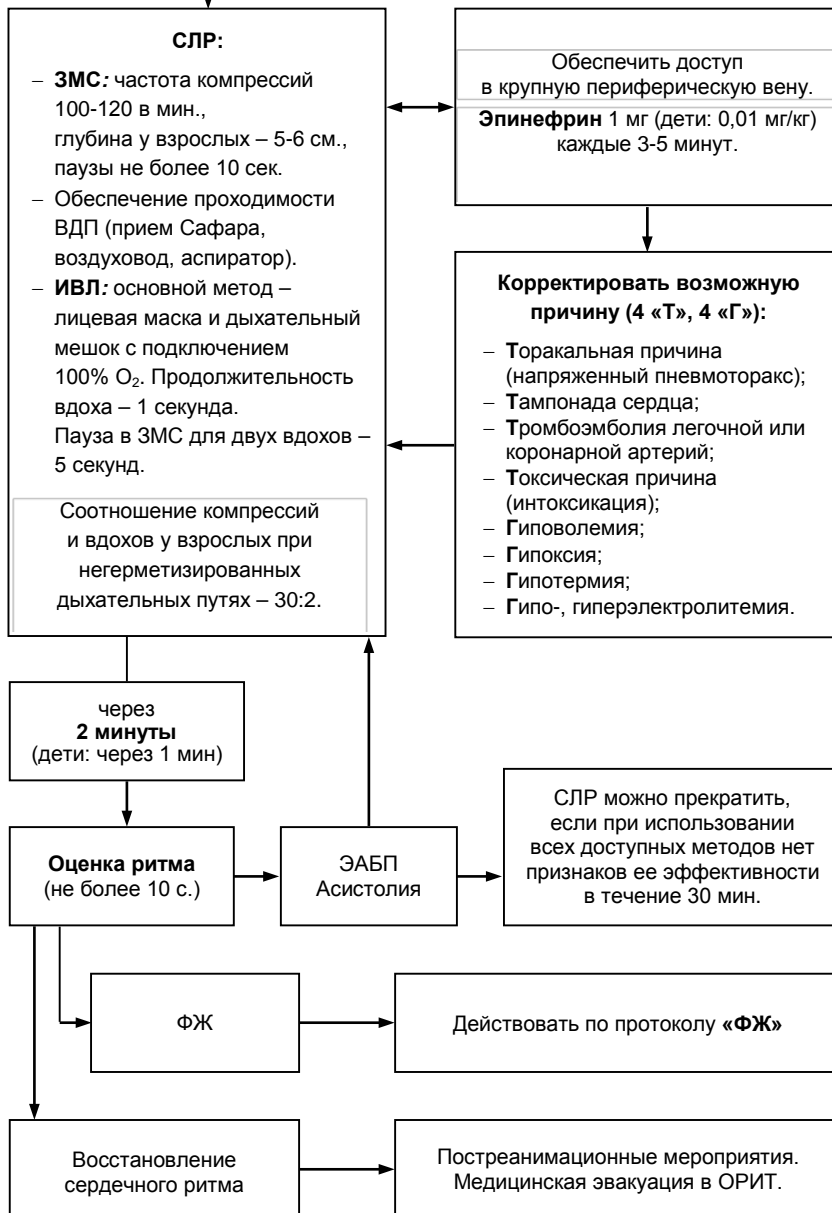 СЛР:
– ЗМС: частота компрессий
100-120 в мин.,
глубина у взрослых – 5-6 см.,
паузы не более 10 сек.
– Обеспечение проходимости
ВДП (прием Сафара,
воздуховод, аспиратор).
– ИВЛ: основной метод –
лицевая маска и дыхательный
мешок с подключением
100% O₂. Продолжительность
вдоха – 1 секунда.
Пауза в ЗМС для двух вдохов –
5 секунд.
Соотношение компрессий
и вдохов у взрослых при
негерметизированных
дыхательных путях – 30:2.
Обеспечить доступ
в крупную периферическую вену.
Эпинефрин 1 мг (дети: 0,01 мг/кг)
каждые 3-5 минут.
Корректировать возможную
причину (4 «Т», 4 «Г»):
– Торакальная причина
(напряженный пневмоторакс);
– Тампонада сердца;
– Тромбоэмболия легочной или
коронарной артерий;
– Токсическая причина
(интоксикация);
– Гиповолемия;
– Гипоксия;
– Гипотермия;
– Гипо-, гиперэлектролитемия.
через
2 минуты
(дети: через 1 мин)
Оценка ритма
(не более 10 с.)
ЭАБП
Асистолия
СЛР можно прекратить,
если при использовании
всех доступных методов нет
признаков ее эффективности
в течение 30 мин.
ФЖ
Действовать по протоколу «ФЖ»
Восстановление
сердечного ритма
Постреанимационные мероприятия.
Медицинская эвакуация в ОРИТ.